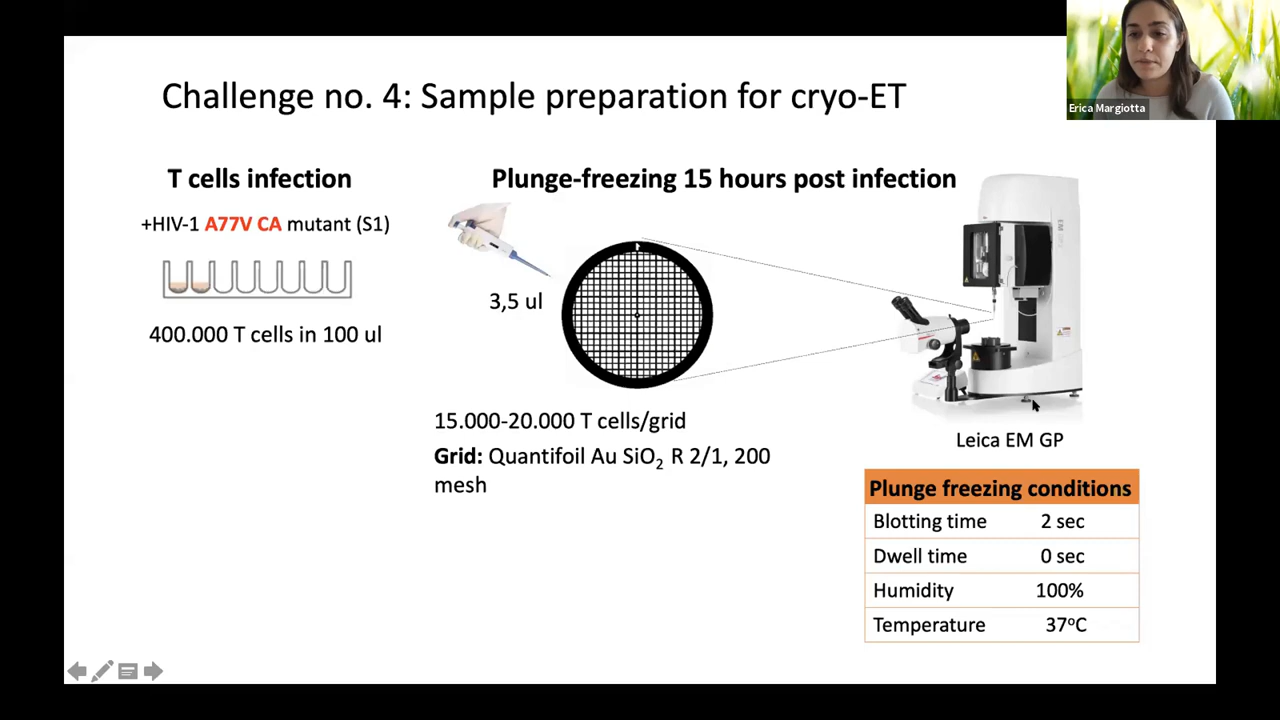 Challenge no. 4: Sample preparation for cryo-ET
Erica Margiotta
T cells infection
+HIV-1 A77V CA mutant (S1)
400.000 T cells in 100 ul
Plunge-freezing 15 hours post infection
3,5 ul
15.000-20.000 T cells/grid
Grid: Quantifoil Au SiO₂ R 2/1, 200
mesh
Leica EM GP
Plunge freezing conditions
Blotting time 2 sec
Dwell time 0 sec
Humidity 100%
Temperature 37°C